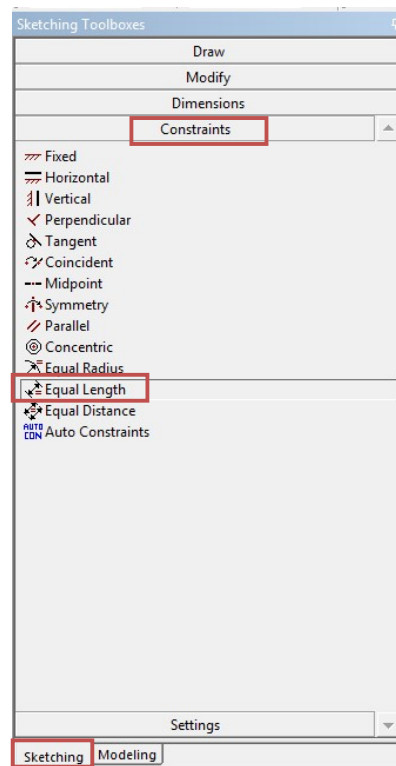 Sketching Toolboxes
Draw
Modify
Dimensions
Constraints
Fixed
Horizontal
Vertical
Perpendicular
Tangent
Coincident
Midpoint
Symmetry
Parallel
Concentric
Equal Radius
Equal Length
Equal Distance
AUTO CON Auto Constraints
Settings
Sketching Modeling